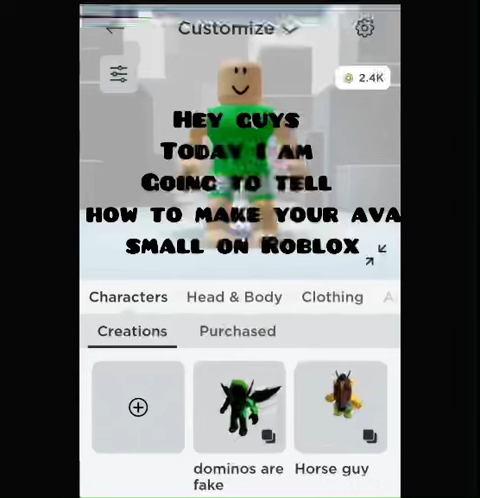 Customize
2.4K
Hey guys
Today I am
Going to tell
how to make your ava
small on Roblox
Characters Head & Body Clothing A
Creations Purchased
dominos are fake
Horse guy